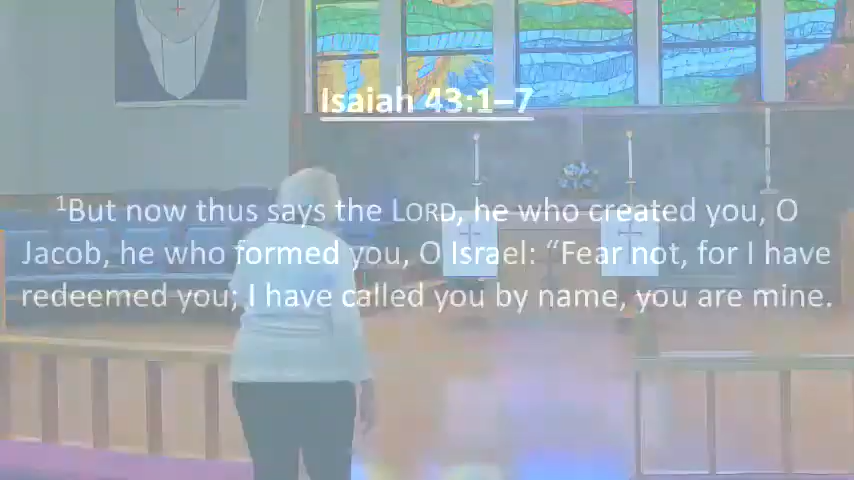 Isaiah 43:1–7
¹But now thus says the LORD, he who created you, O
Jacob, he who formed you, O Israel: “Fear not, for I have
redeemed you; I have called you by name, you are mine.